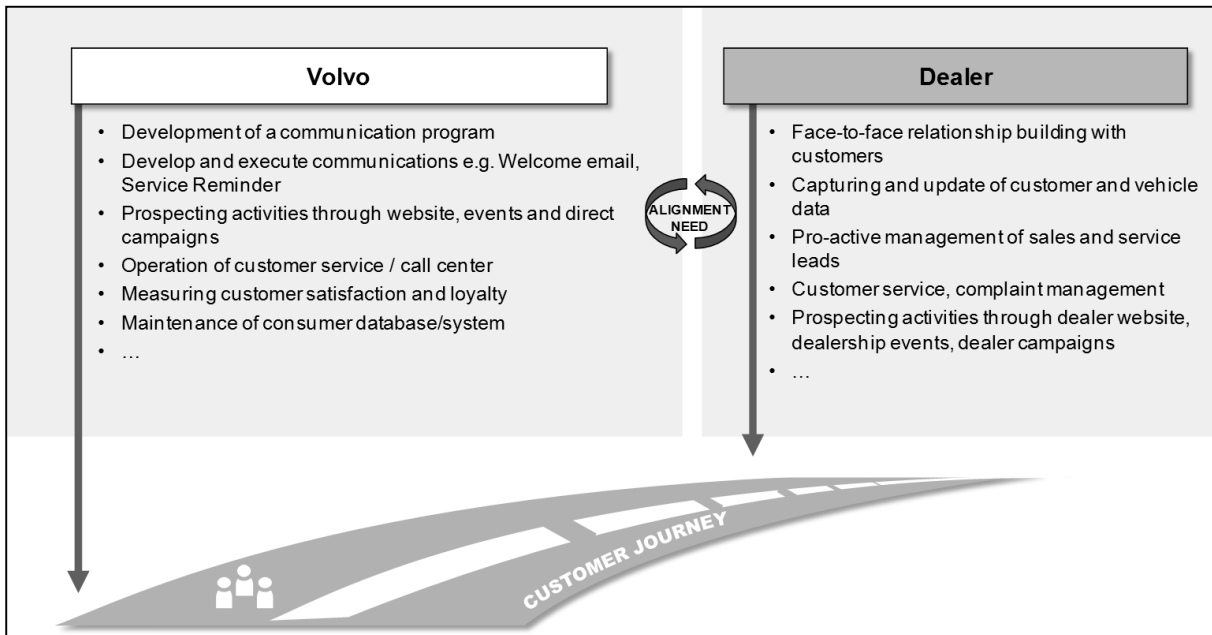 Volvo
• Development of a communication program
• Develop and execute communications e.g. Welcome email,
Service Reminder
• Prospecting activities through website, events and direct
campaigns
• Operation of customer service / call center
• Measuring customer satisfaction and loyalty
• Maintenance of consumer database/system
• …
ALIGNMENT
NEED
Dealer
• Face-to-face relationship building with
customers
• Capturing and update of customer and vehicle
data
• Pro-active management of sales and service
leads
• Customer service, complaint management
• Prospecting activities through dealer website,
dealership events, dealer campaigns
• …
CUSTOMER JOURNEY